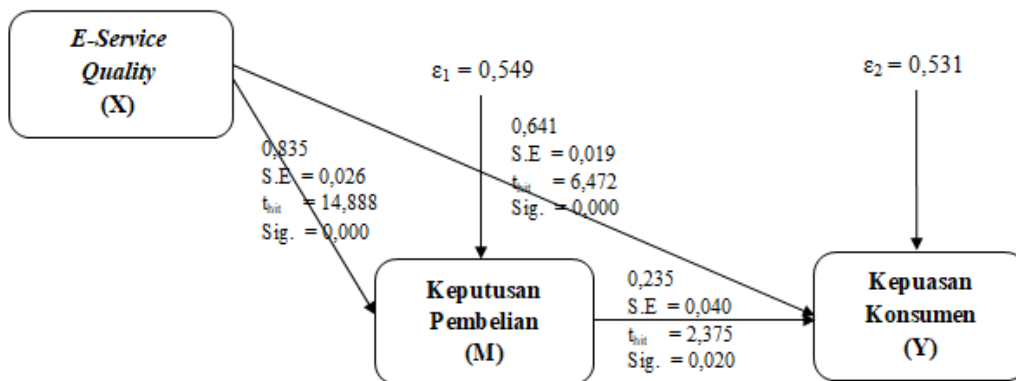 E-Service
Quality
(X)
ε1 = 0,549
ε2 = 0,531
0,835
S.E = 0,026
thit = 14,888
Sig. = 0,000
0,641
S.E = 0,019
thit = 6,472
Sig. = 0,000
Keputusan
Pembelian
(M)
0,235
S.E = 0,040
thit = 2,375
Sig. = 0,020
Kepuasan
Konsumen
(Y)